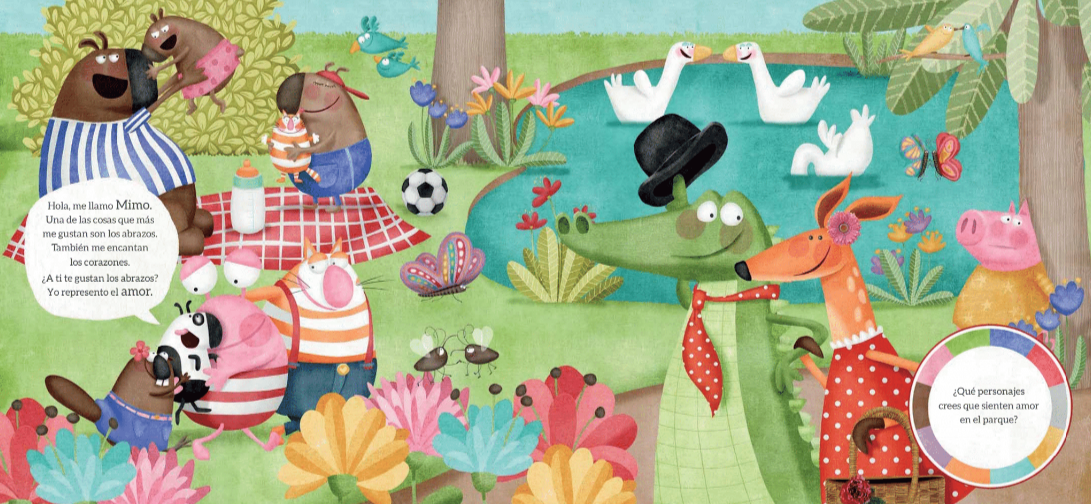 Hola, me llamo Mimo.
Una de las cosas que más
me gustan son los abrazos.
También me encantan
los corazones.
¿A ti te gustan los abrazos?
Yo represento el amor.
¿Qué personajes
crees que sienten amor
en el parque?